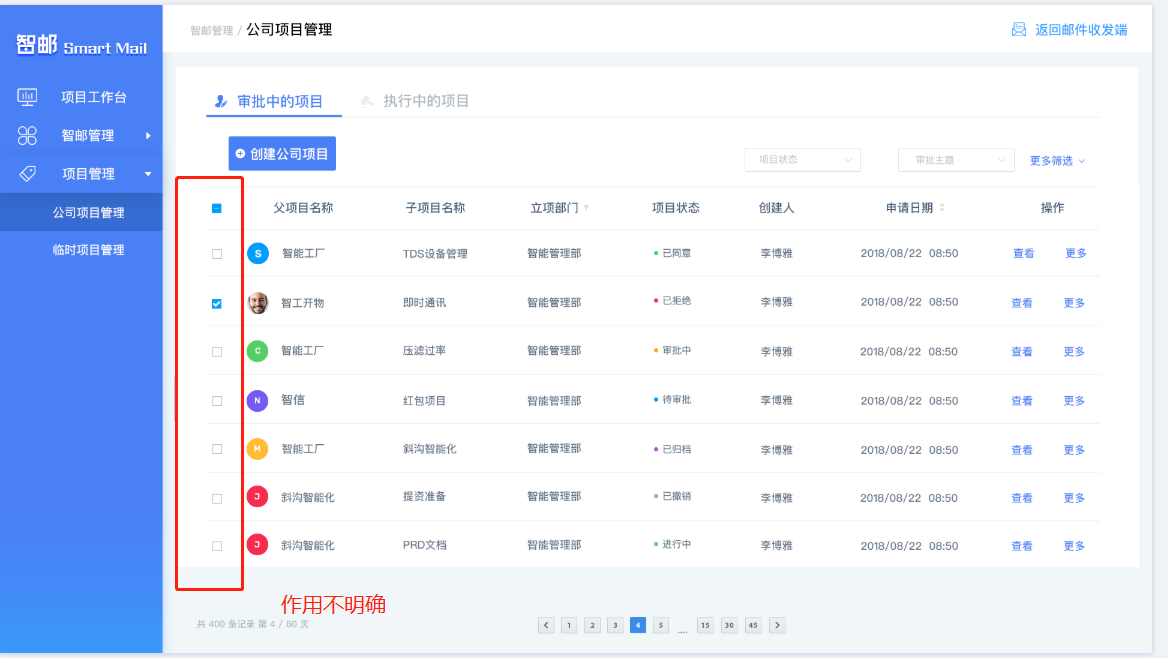 智邮 Smart Mail
智邮管理 / 公司项目管理
返回邮件收发端
项目工作台
智邮管理
项目管理
公司项目管理
临时项目管理
审批中的项目 执行中的项目
创建公司项目
项目状态 审批主题 更多筛选
父项目名称 子项目名称 立项部门 项目状态 创建人 申请日期 操作
S 智能工厂 TDS设备管理 智能管理部 已同意 李博雅 2018/08/22 08:50 查看 更多
智工开物 即时通讯 智能管理部 已拒绝 李博雅 2018/08/22 08:50 查看 更多
C 智能工厂 压滤过率 智能管理部 审批中 李博雅 2018/08/22 08:50 查看 更多
N 智信 红包项目 智能管理部 待审批 李博雅 2018/08/22 08:50 查看 更多
M 智能工厂 斜沟智能化 智能管理部 已归档 李博雅 2018/08/22 08:50 查看 更多
J 斜沟智能化 提资准备 智能管理部 已撤销 李博雅 2018/08/22 08:50 查看 更多
J 斜沟智能化 PRD文档 智能管理部 进行中 李博雅 2018/08/22 08:50 查看 更多
作用不明确
共 400 条记录 第 4 / 80 页
< 1 2 3 4 5 .... 15 30 45 >